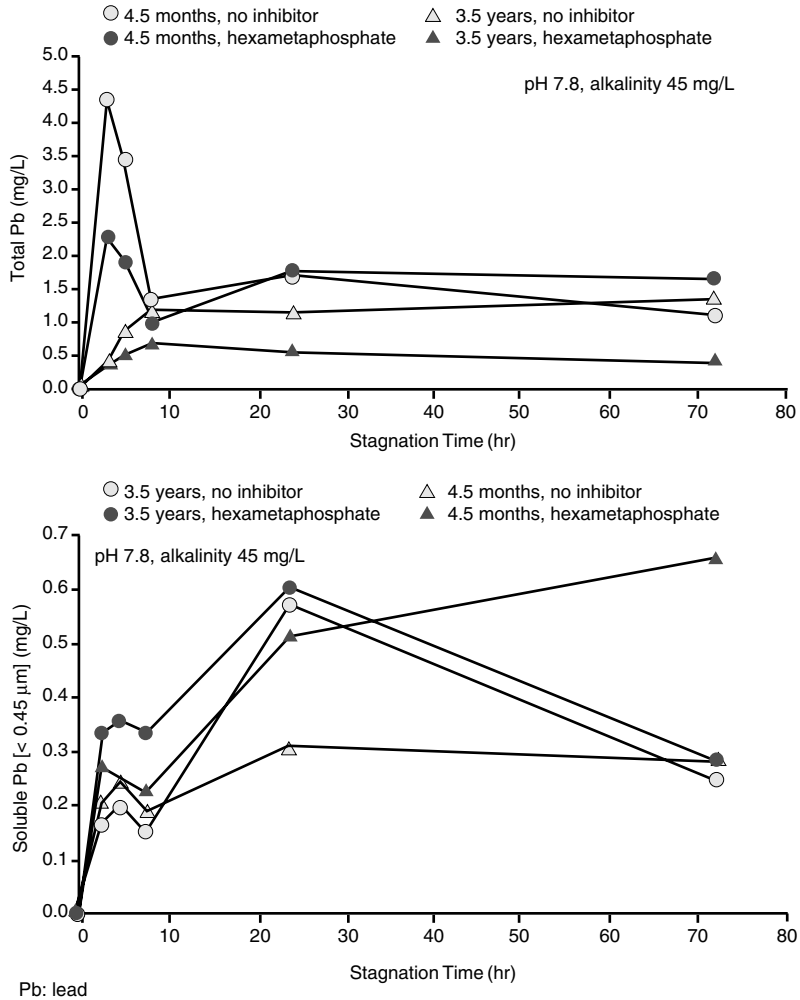 4.5 months, no inhibitor
3.5 years, no inhibitor
4.5 months, hexametaphosphate
3.5 years, hexametaphosphate
pH 7.8, alkalinity 45 mg/L
Total Pb (mg/L)
5.0
4.5
4.0
3.5
3.0
2.5
2.0
1.5
1.0
0.5
0.0
0 10 20 30 40 50 60 70 80
Stagnation Time (hr)
3.5 years, no inhibitor
4.5 months, no inhibitor
3.5 years, hexametaphosphate
4.5 months, hexametaphosphate
pH 7.8, alkalinity 45 mg/L
Soluble Pb [< 0.45 µm] (mg/L)
0.7
0.6
0.5
0.4
0.3
0.2
0.1
0.0
0 10 20 30 40 50 60 70 80
Stagnation Time (hr)
Pb: lead